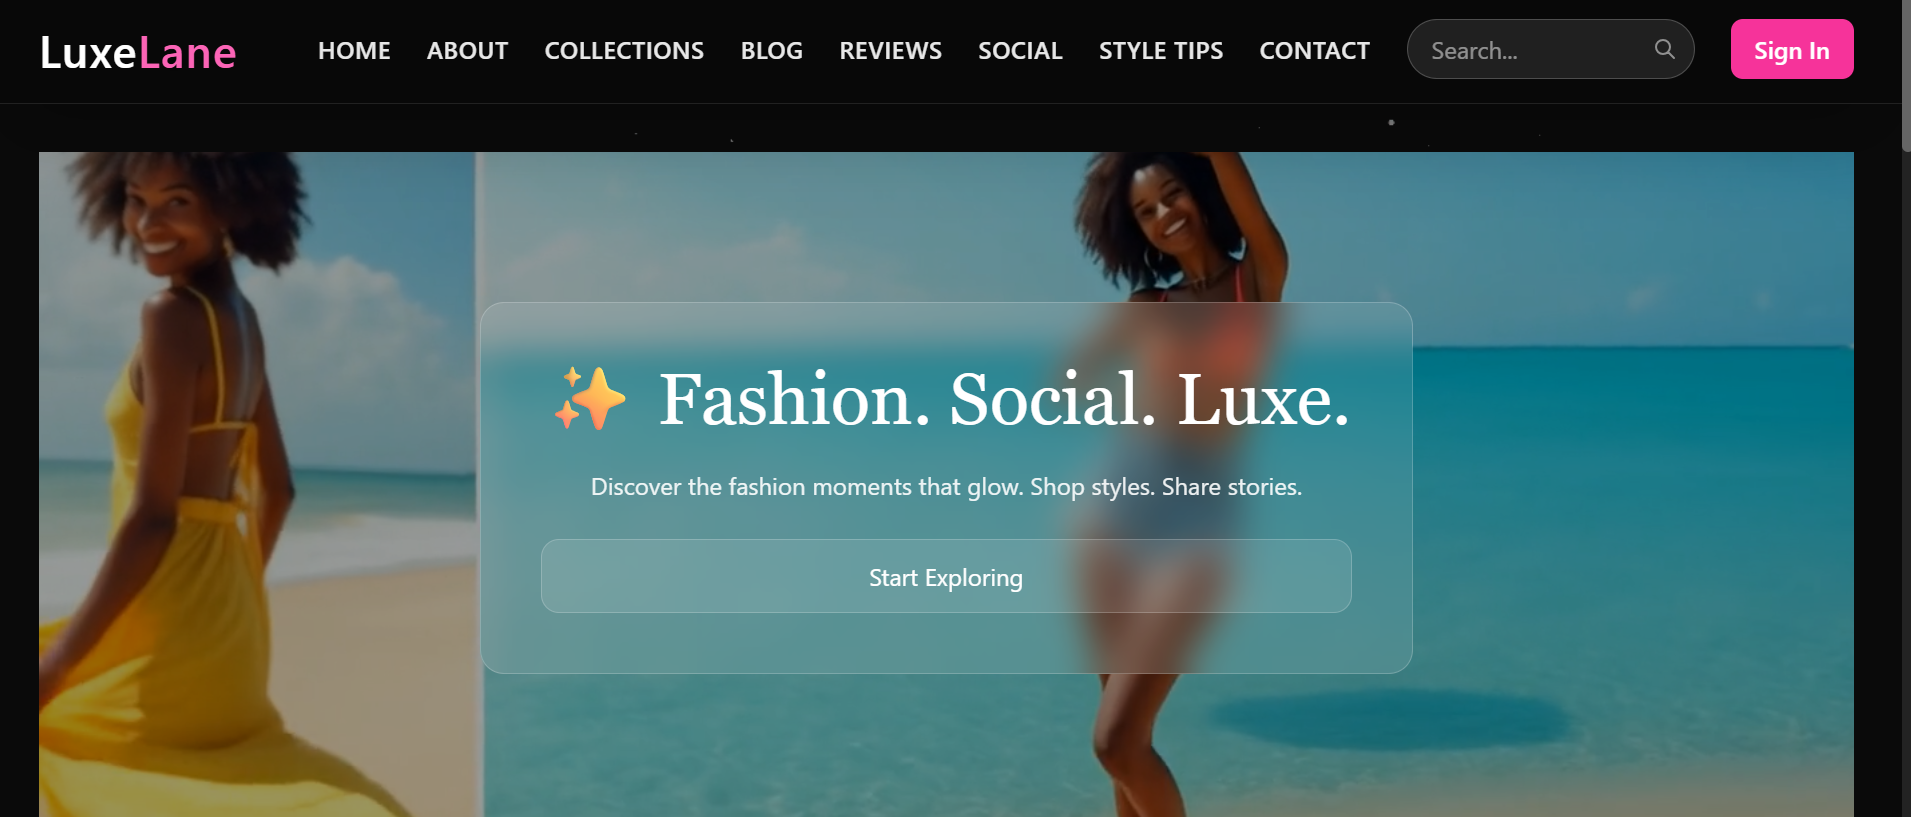 LuxeLane
HOME ABOUT COLLECTIONS BLOG REVIEWS SOCIAL STYLE TIPS CONTACT Search... Sign In
✨ Fashion. Social. Luxe.
Discover the fashion moments that glow. Shop styles. Share stories.
Start Exploring